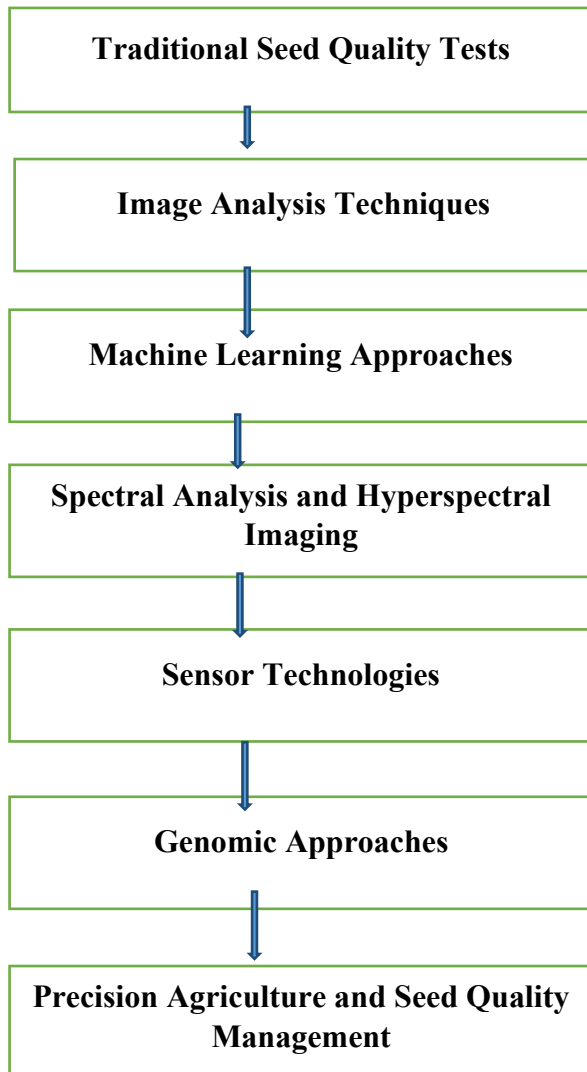 Traditional Seed Quality Tests
Image Analysis Techniques
Machine Learning Approaches
Spectral Analysis and Hyperspectral
Imaging
Sensor Technologies
Genomic Approaches
Precision Agriculture and Seed Quality
Management